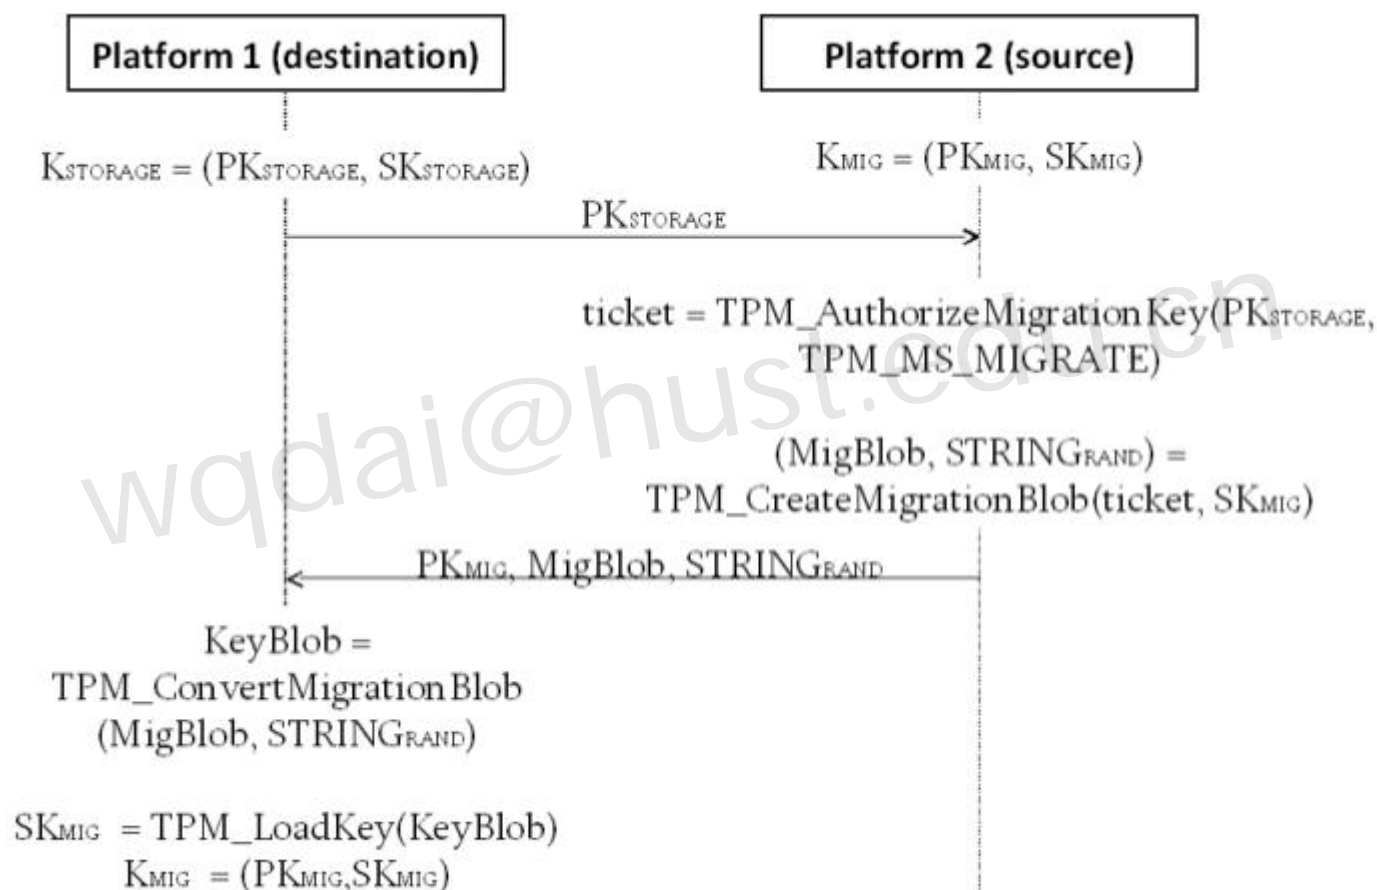 Platform 1 (destination)
Platform 2 (source)
KSTORAGE = (PKSTORAGE, SKSTORAGE)
KMIG = (PKMIG, SKMIG)
PKSTORAGE
ticket = TPM_AuthorizeMigrationKey(PKSTORAGE,
TPM_MS_MIGRATE)
wqdai@hust.edu.cn
(MigBlob, STRINGRAND) =
TPM_CreateMigrationBlob(ticket, SKMIG)
PKMIG, MigBlob, STRINGRAND
KeyBlob =
TPM_ConvertMigrationBlob
(MigBlob, STRINGRAND)
SKMIG = TPM_LoadKey(KeyBlob)
KMIG = (PKMIG,SKMIG)